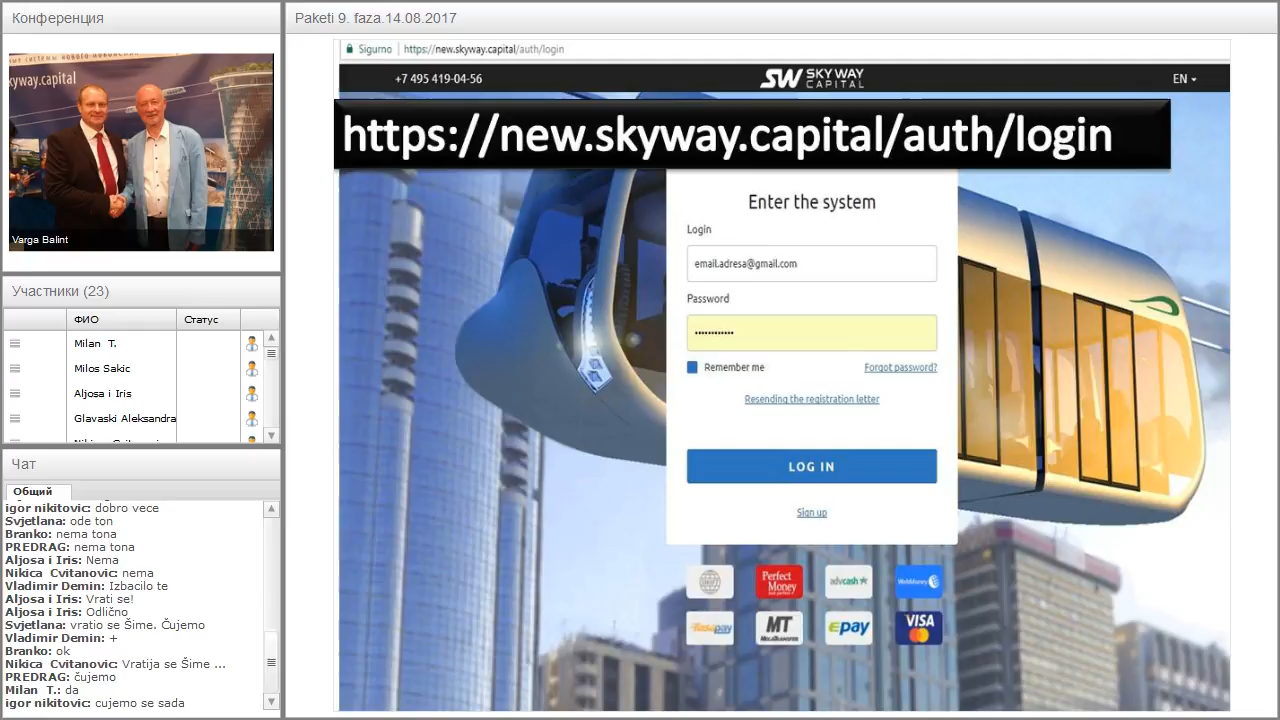 Конференция
skyway.capital
Varga Balint
Участники (23)
ФИО
Статус
Milan T.
Milos Sakic
Aljosa i Iris
Glavaski Aleksandra
Чат
Общий
igor nikitovic: dobro vece
Svjetlana: ode ton
Branko: nema tona
PREDRAG: nema tona
Aljosa i Iris: Nema
Nikica Cvitanovic: nema
Vladimir Demin: Izbacilo te
Aljosa i Iris: Vrati se!
Aljosa i Iris: Odlično
Svjetlana: vratio se Šime. Čujemo
Vladimir Demin: +
Branko: ok
Nikica Cvitanovic: Vratija se Šime ...
PREDRAG: čujemo
Milan T.: da
igor nikitovic: cujemo se sada
Paketi 9. faza.14.08.2017
Sigurno
https://new.skyway.capital/auth/login
+7 495 419-04-56
SW SKY WAY
CAPITAL
EN
https://new.skyway.capital/auth/login
Enter the system
Login
email.adresa@gmail.com
Password
Remember me
Forgot password?
Resending the registration letter
LOG IN
Sign up
Perfect
Money
advcash
WebMoney
MT
epay
VISA